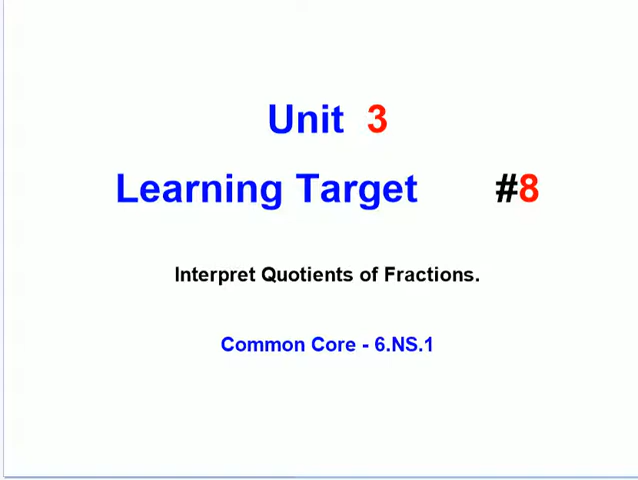 Unit 3
Learning Target #8
Interpret Quotients of Fractions.
Common Core - 6.NS.1